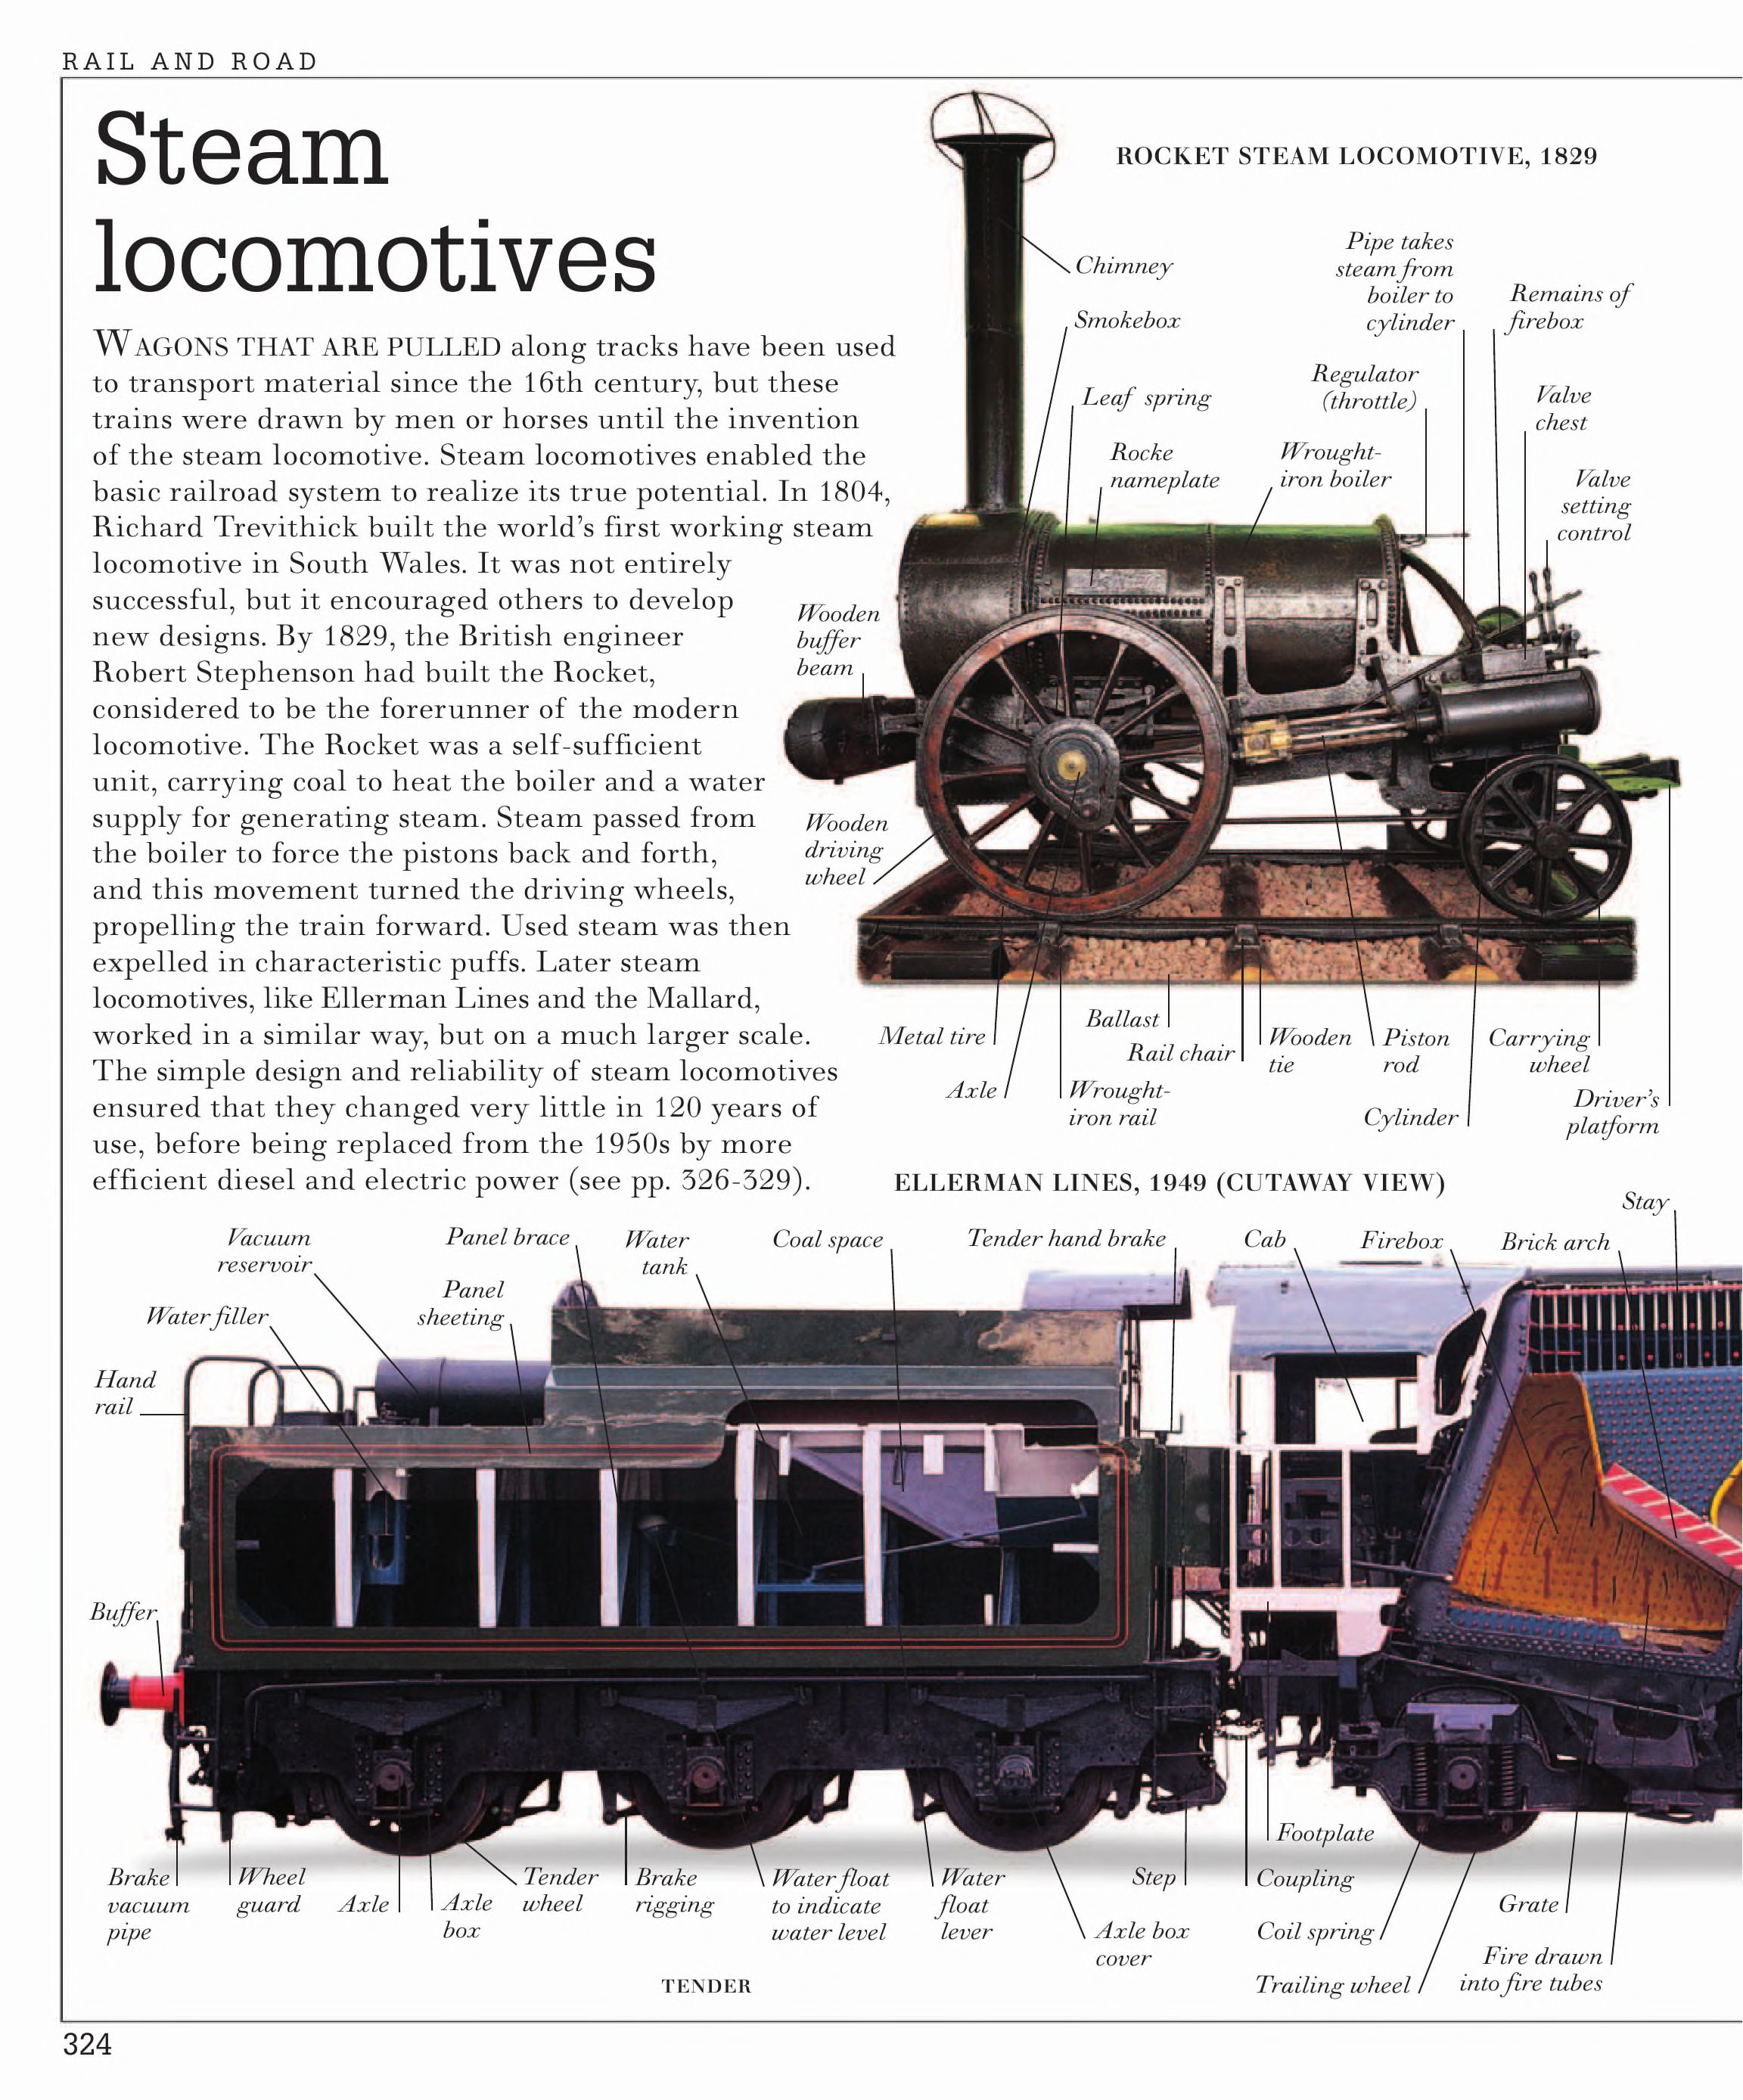 RAIL AND ROAD
Steam
locomotives
WAGONS THAT ARE PULLED along tracks have been used
to transport material since the 16th century, but these
trains were drawn by men or horses until the invention
of the steam locomotive. Steam locomotives enabled the
basic railroad system to realize its true potential. In 1804,
Richard Trevithick built the world's first working steam
locomotive in South Wales. It was not entirely
successful, but it encouraged others to develop
new designs. By 1829, the British engineer
Robert Stephenson had built the Rocket,
considered to be the forerunner of the modern
locomotive. The Rocket was a self-sufficient
unit, carrying coal to heat the boiler and a water
supply for generating steam. Steam passed from
the boiler to force the pistons back and forth,
and this movement turned the driving wheels,
propelling the train forward. Used steam was then
expelled in characteristic puffs. Later steam
locomotives, like Ellerman Lines and the Mallard,
worked in a similar way, but on a much larger scale.
The simple design and reliability of steam locomotives
ensured that they changed very little in 120 years of
use, before being replaced from the 1950s by more
efficient diesel and electric power (see pp. 326-329).
ROCKET STEAM LOCOMOTIVE, 1829
Chimney
Smokebox
Leaf spring
Rocke
nameplate
Wrought-
iron boiler
Regulator
(throttle)
Pipe takes
steam from
boiler to
cylinder
Remains of
firebox
Valve
chest
Valve
setting
control
Wooden
buffer
beam
Wooden
driving
wheel
Metal tire
Axle
Wrought-
iron rail
Ballast
Rail chair
Wooden
tie
Piston
rod
Cylinder
Carrying
wheel
Driver's
platform
ELLERMAN LINES, 1949 (CUTAWAY VIEW)
Vacuum
reservoir
Water filler
Hand
rail
Panel brace
Panel
sheeting
Water
tank
Coal space
Tender hand brake
Cab
Firebox
Brick arch
Stay
Buffer
Brake
vacuum
pipe
Wheel
guard
Axle
Axle
box
Tender
wheel
Brake
rigging
Water float
to indicate
water level
Water
float
lever
Axle box
cover
Step
Footplate
Coupling
Coil spring
Trailing wheel
Grate
Fire drawn
into fire tubes
TENDER
324